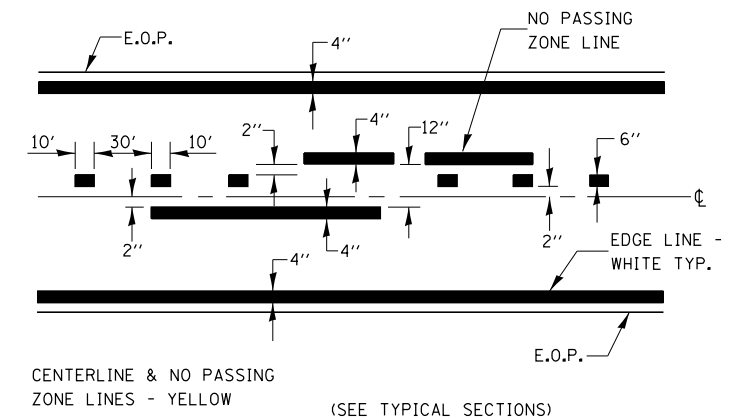 NO PASSING
ZONE LINE
E.O.P.
4''
2''
4''
12''
6''
10'
30'
10'
℄
2''
4''
2''
EDGE LINE -
WHITE TYP.
4''
E.O.P.
CENTERLINE & NO PASSING
ZONE LINES - YELLOW
(SEE TYPICAL SECTIONS)